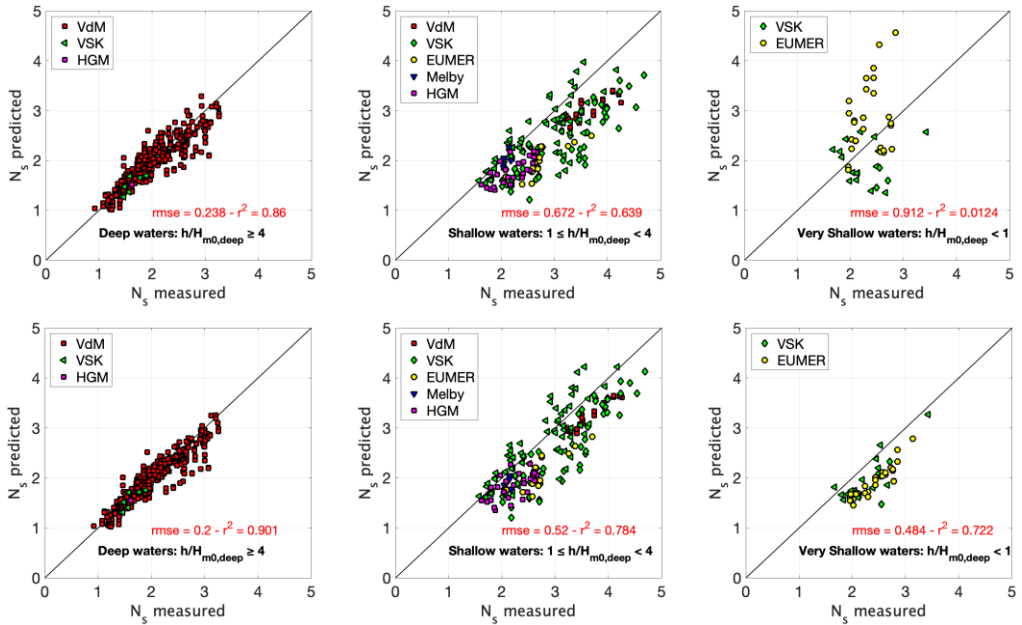 5
4
3
2
1
0
N_s predicted
VdM
VSK
HGM
rmse = 0.238 - r² = 0.86
Deep waters: h/H_m0,deep ≥ 4
0 1 2 3 4 5
N_s measured
5
4
3
2
1
0
N_s predicted
VdM
VSK
EUMER
Melby
HGM
rmse = 0.672 - r² = 0.639
Shallow waters: 1 ≤ h/H_m0,deep < 4
0 1 2 3 4 5
N_s measured
5
4
3
2
1
0
N_s predicted
VSK
EUMER
rmse = 0.912 - r² = 0.0124
Very Shallow waters: h/H_m0,deep < 1
0 1 2 3 4 5
N_s measured
5
4
3
2
1
0
N_s predicted
VdM
VSK
HGM
rmse = 0.2 - r² = 0.901
Deep waters: h/H_m0,deep ≥ 4
0 1 2 3 4 5
N_s measured
5
4
3
2
1
0
N_s predicted
VdM
VSK
EUMER
Melby
HGM
rmse = 0.52 - r² = 0.784
Shallow waters: 1 ≤ h/H_m0,deep < 4
0 1 2 3 4 5
N_s measured
5
4
3
2
1
0
N_s predicted
VSK
EUMER
rmse = 0.484 - r² = 0.722
Very Shallow waters: h/H_m0,deep < 1
0 1 2 3 4 5
N_s measured